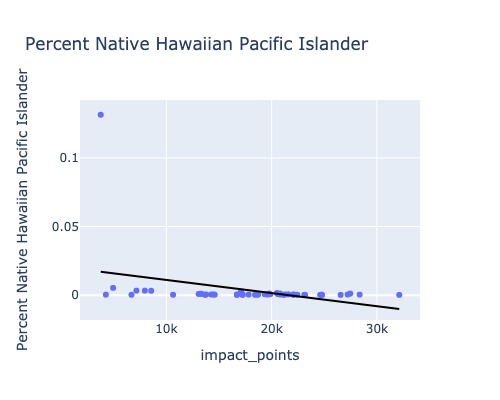 Percent Native Hawaiian Pacific Islander
Percent Native Hawaiian Pacific Islander
0.1
0.05
0
10k
20k
30k
impact_points